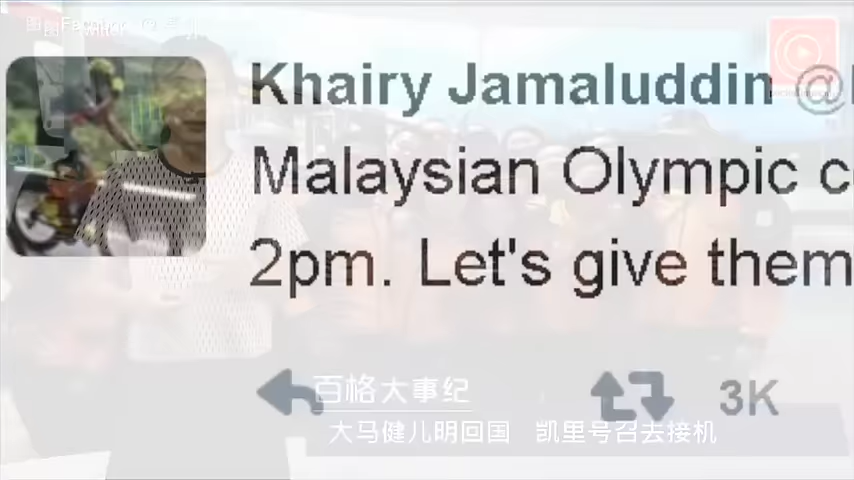 Khairy Jamaluddin @
Malaysian Olympic c
2pm. Let's give them
3K
百格大事纪
大马健儿明回国 凯里号召去接机